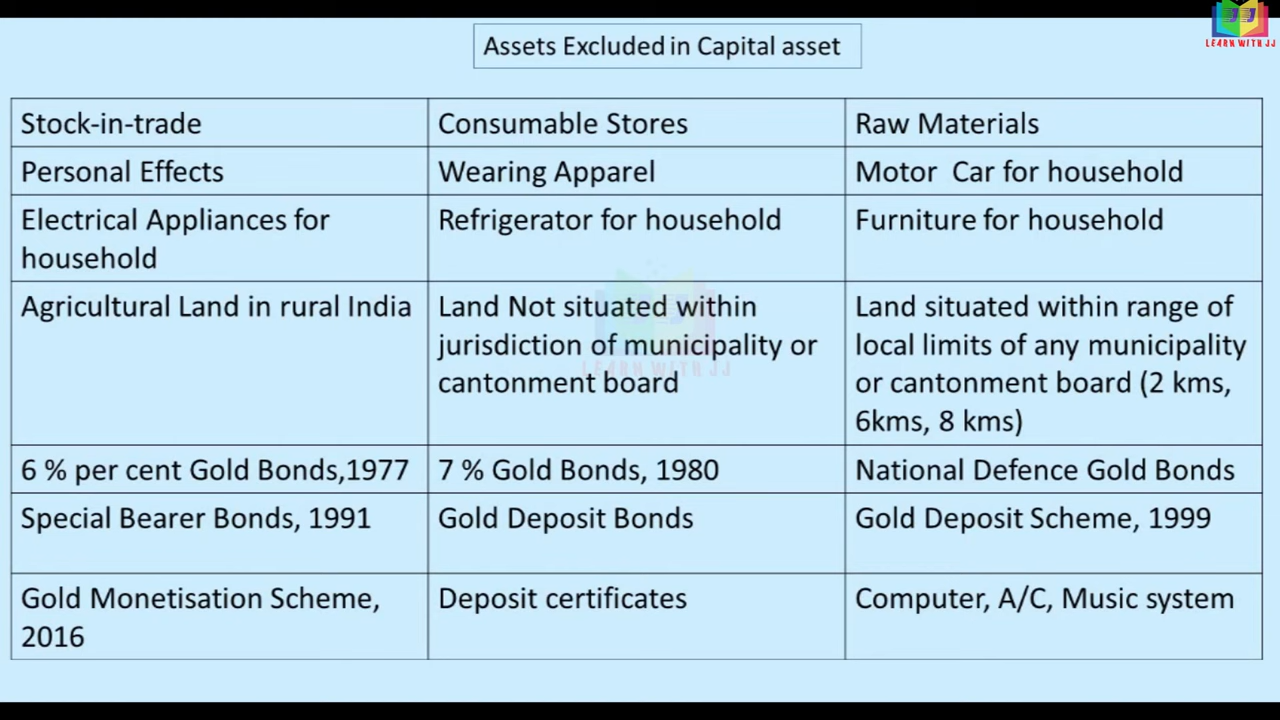 LEARN WITH JJ
Assets Excluded in Capital asset
Stock-in-trade
Consumable Stores
Raw Materials
Personal Effects
Wearing Apparel
Motor Car for household
Electrical Appliances for
household
Refrigerator for household
Furniture for household
Agricultural Land in rural India
Land Not situated within
jurisdiction of municipality or
cantonment board
Land situated within range of
local limits of any municipality
or cantonment board (2 kms,
6kms, 8 kms)
LEARN WITH JJ
6 % per cent Gold Bonds,1977
7 % Gold Bonds, 1980
National Defence Gold Bonds
Special Bearer Bonds, 1991
Gold Deposit Bonds
Gold Deposit Scheme, 1999
Gold Monetisation Scheme,
2016
Deposit certificates
Computer, A/C, Music system